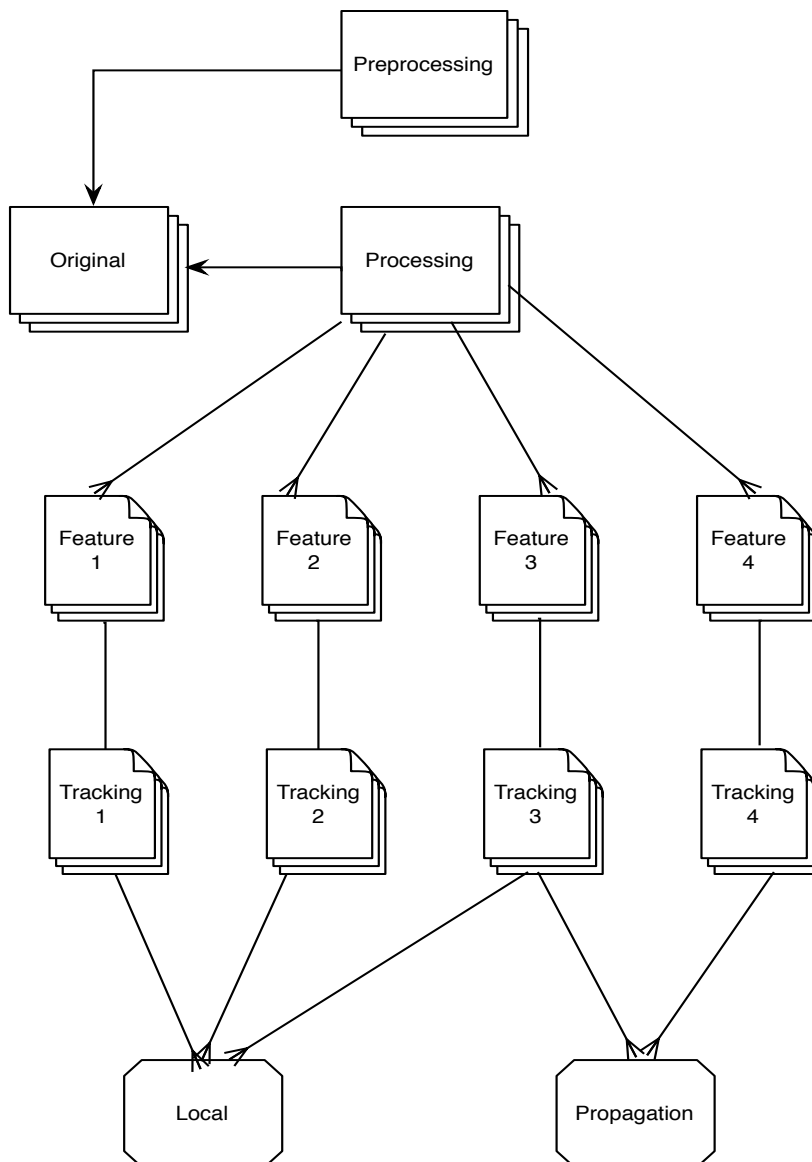 Preprocessing
Original
Processing
Feature
1
Feature
2
Feature
3
Feature
4
Tracking
1
Tracking
2
Tracking
3
Tracking
4
Local
Propagation